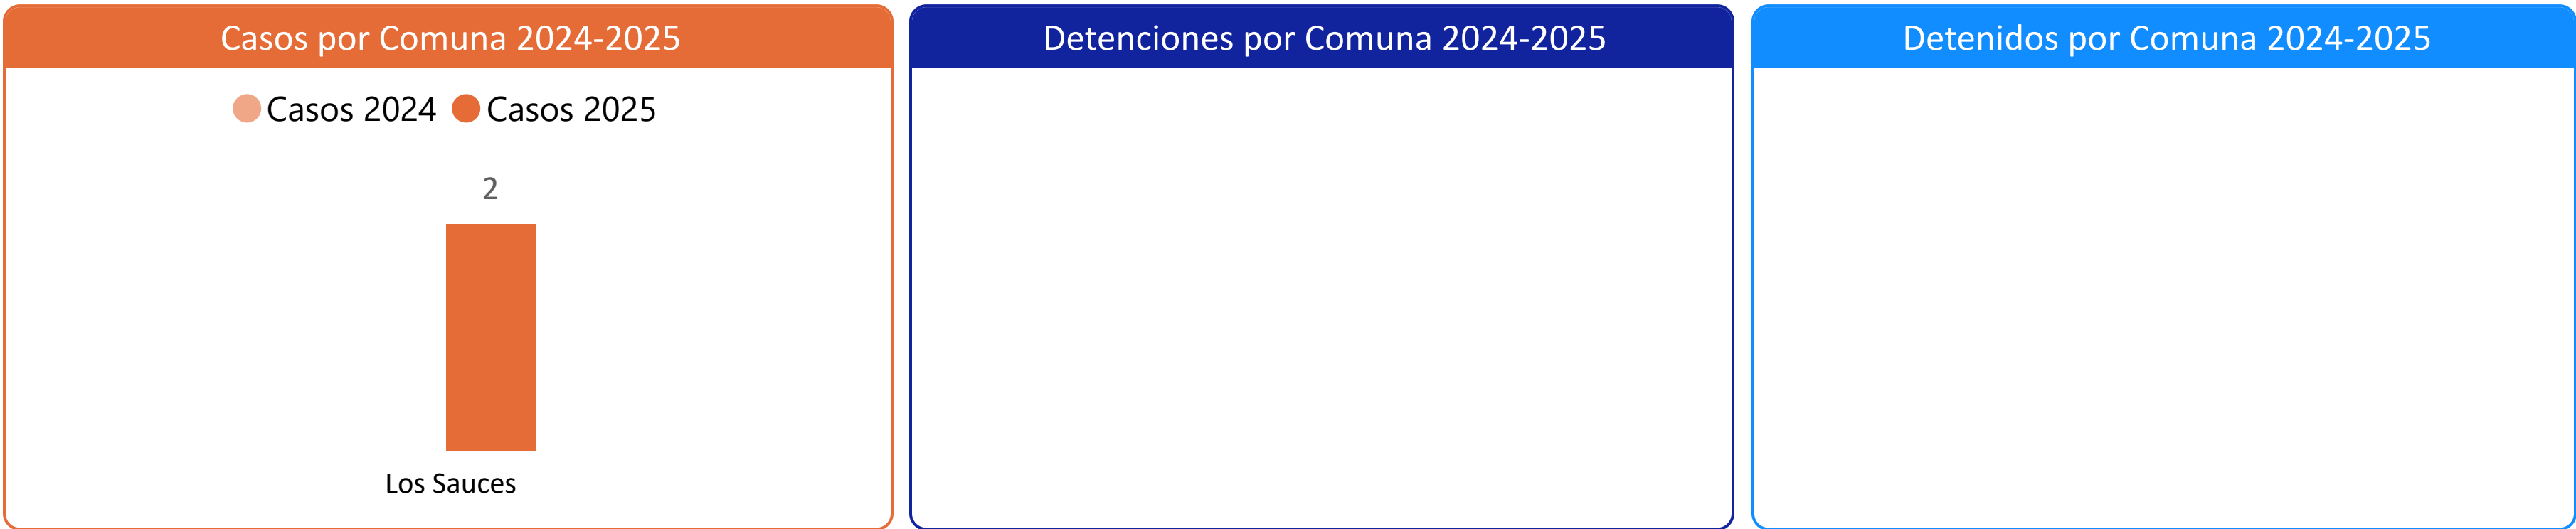 Casos por Comuna 2024-2025
Casos 2024 Casos 2025
2
Los Sauces
Detenciones por Comuna 2024-2025
Detenidos por Comuna 2024-2025